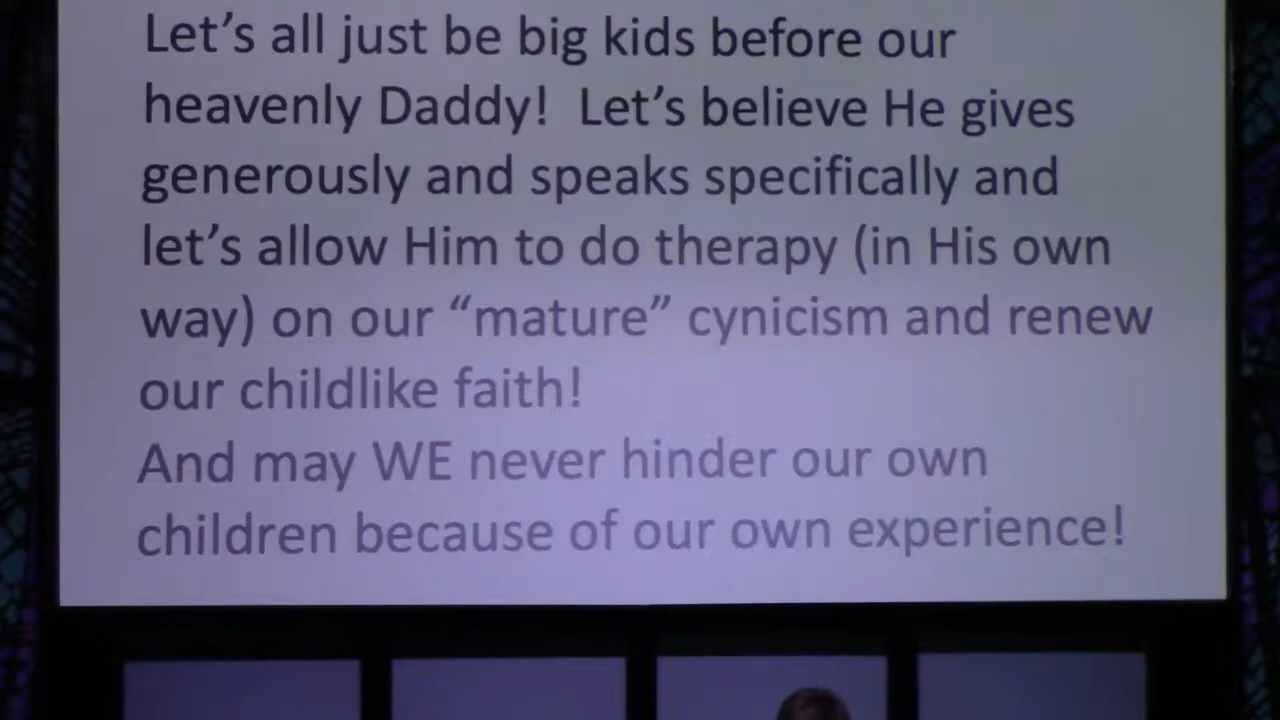 Let’s all just be big kids before our
heavenly Daddy!  Let’s believe He gives
generously and speaks specifically and
let’s allow Him to do therapy (in His own
way) on our “mature” cynicism and renew
our childlike faith!
And may WE never hinder our own
children because of our own experience!